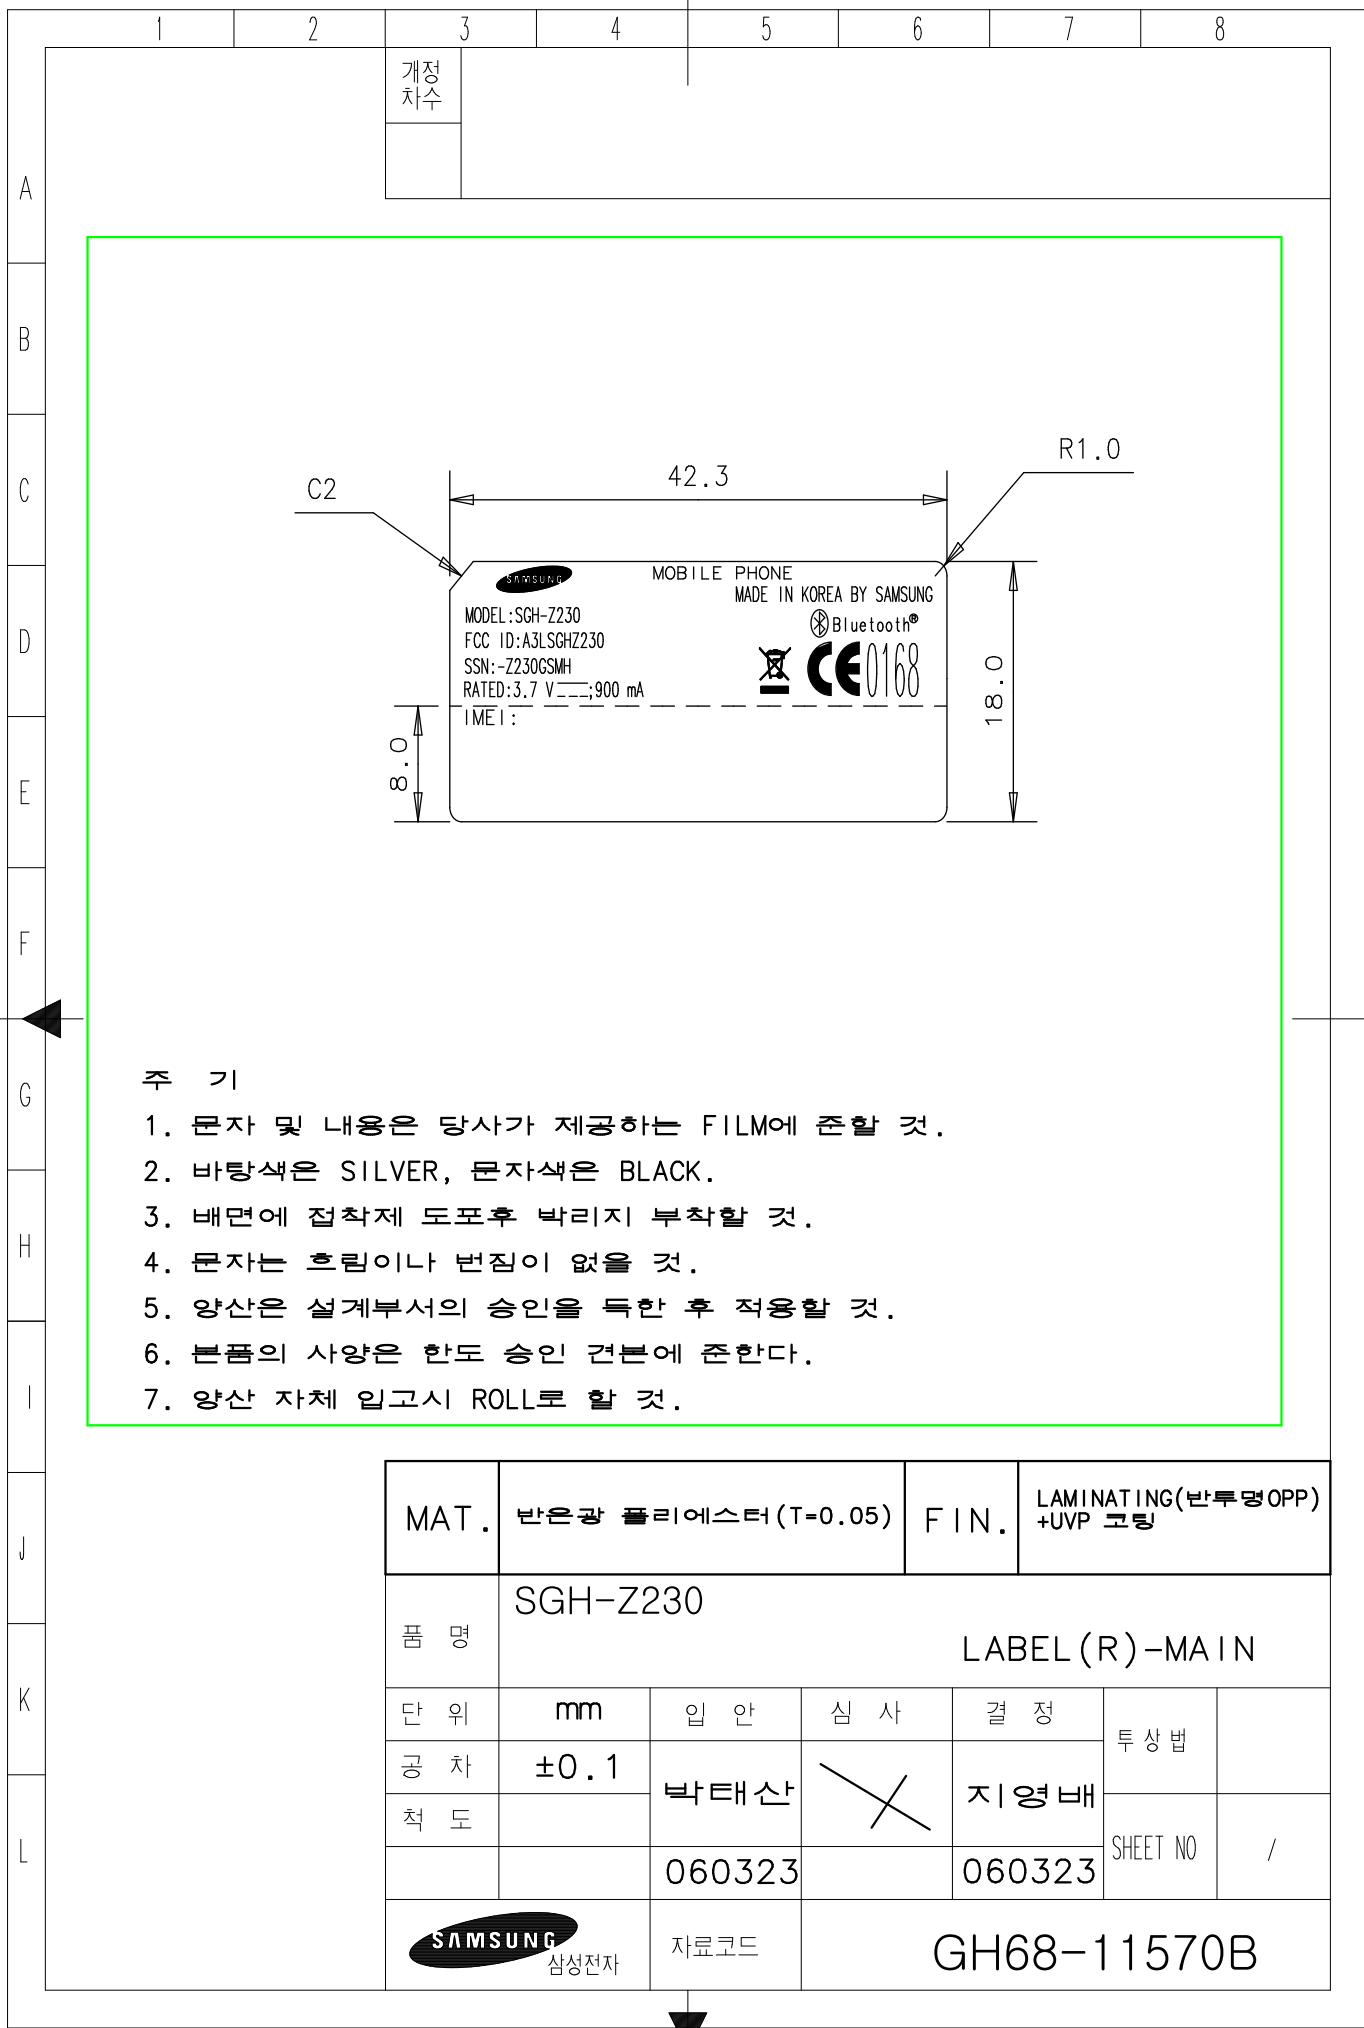 1 2 3 4 5 6 7 8
개정
차수
A
B
C
D
E
F
G
H
I
J
K
L
R1.0
42.3
C2
SAMSUNG
MOBILE PHONE
MADE IN KOREA BY SAMSUNG
MODEL:SGH-Z230
Bluetooth®
FCC ID:A3LSGHZ230
SSN:-Z230GSMH
CE0168
RATED:3.7 V⎓;900 mA
IMEI:
18.0
8.0
주 기
1. 문자 및 내용은 당사가 제공하는 FILM에 준할 것.
2. 바탕색은 SILVER, 문자색은 BLACK.
3. 배면에 접착제 도포후 박리지 부착할 것.
4. 문자는 흐림이나 번짐이 없을 것.
5. 양산은 설계부서의 승인을 득한 후 적용할 것.
6. 본품의 사양은 한도 승인 견본에 준한다.
7. 양산 자체 입고시 ROLL로 할 것.
MAT. 반은광 폴리에스터(T=0.05) FIN. LAMINATING(반투명OPP)
+UVP 코팅
품 명 SGH-Z230
LABEL(R)-MAIN
단 위 mm 입 안 심 사 결 정 투상법
공 차 ±0.1 박태산 지영배
척 도
SHEET NO /
060323 060323
SAMSUNG
삼성전자 자료코드 GH68-11570B